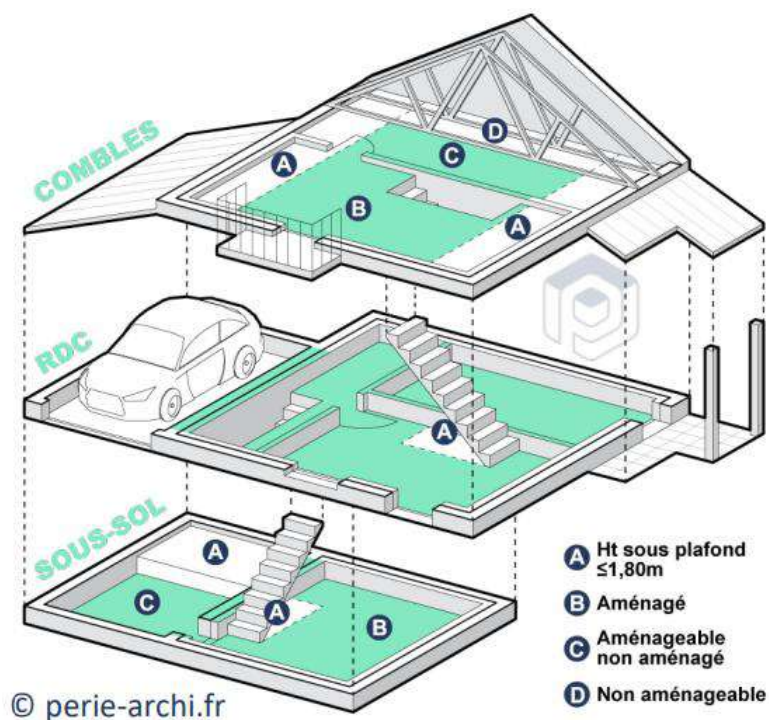 COMBLES
D
C
A
B
A
RDC
A
SOUS-SOL
A
A
C
B
A Ht sous plafond
≤1,80m
B Aménagé
C Aménageable
non aménagé
D Non aménageable
© perie-archi.fr